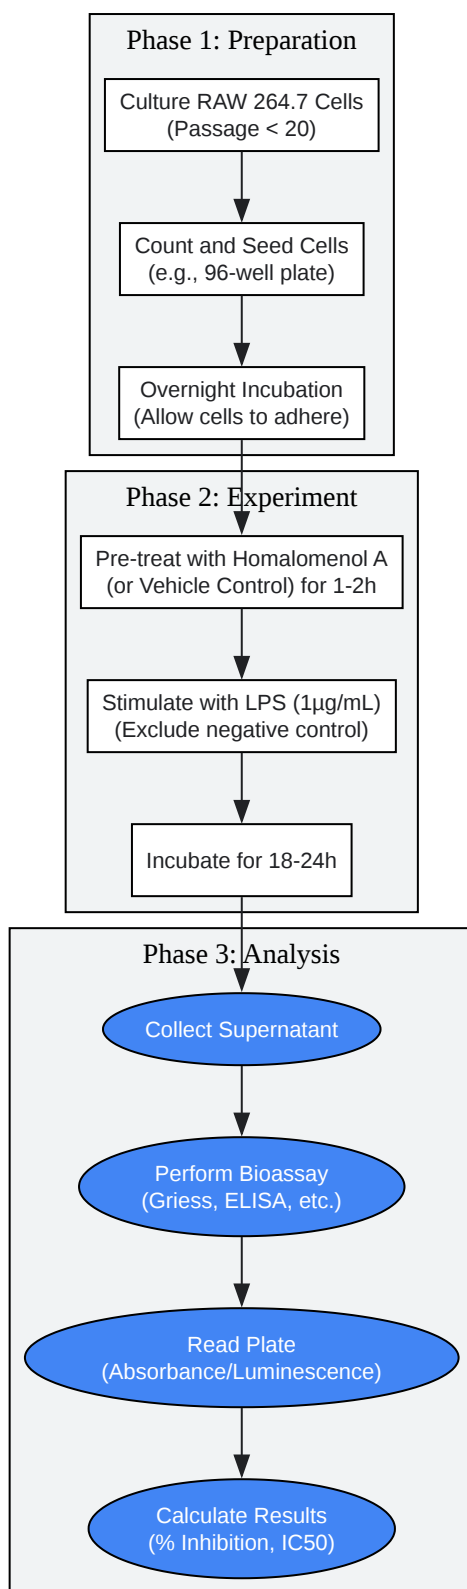 Phase 1: Preparation
Culture RAW 264.7 Cells
(Passage < 20)
Count and Seed Cells
(e.g., 96-well plate)
Overnight Incubation
(Allow cells to adhere)
Phase 2: Experiment
Pre-treat with Homalomenol A
(or Vehicle Control) for 1-2h
Stimulate with LPS (1µg/mL)
(Exclude negative control)
Incubate for 18-24h
Phase 3: Analysis
Collect Supernatant
Perform Bioassay
(Griess, ELISA, etc.)
Read Plate
(Absorbance/Luminescence)
Calculate Results
(% Inhibition, IC50)